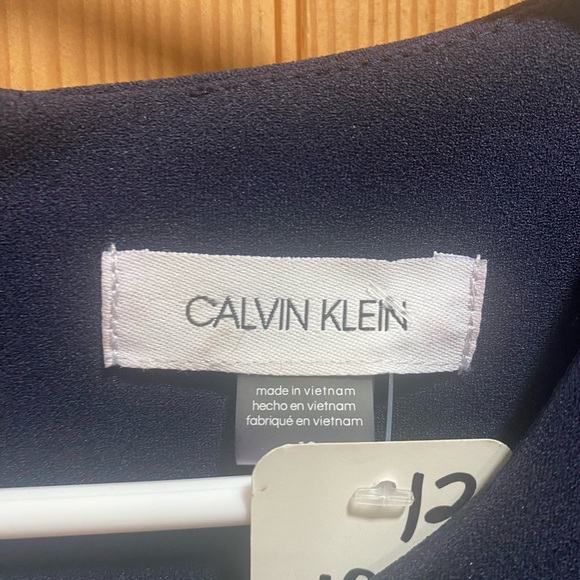 CALVIN KLEIN
made in vietnam
hecho en vietnam
fabriqué en vietnam
12